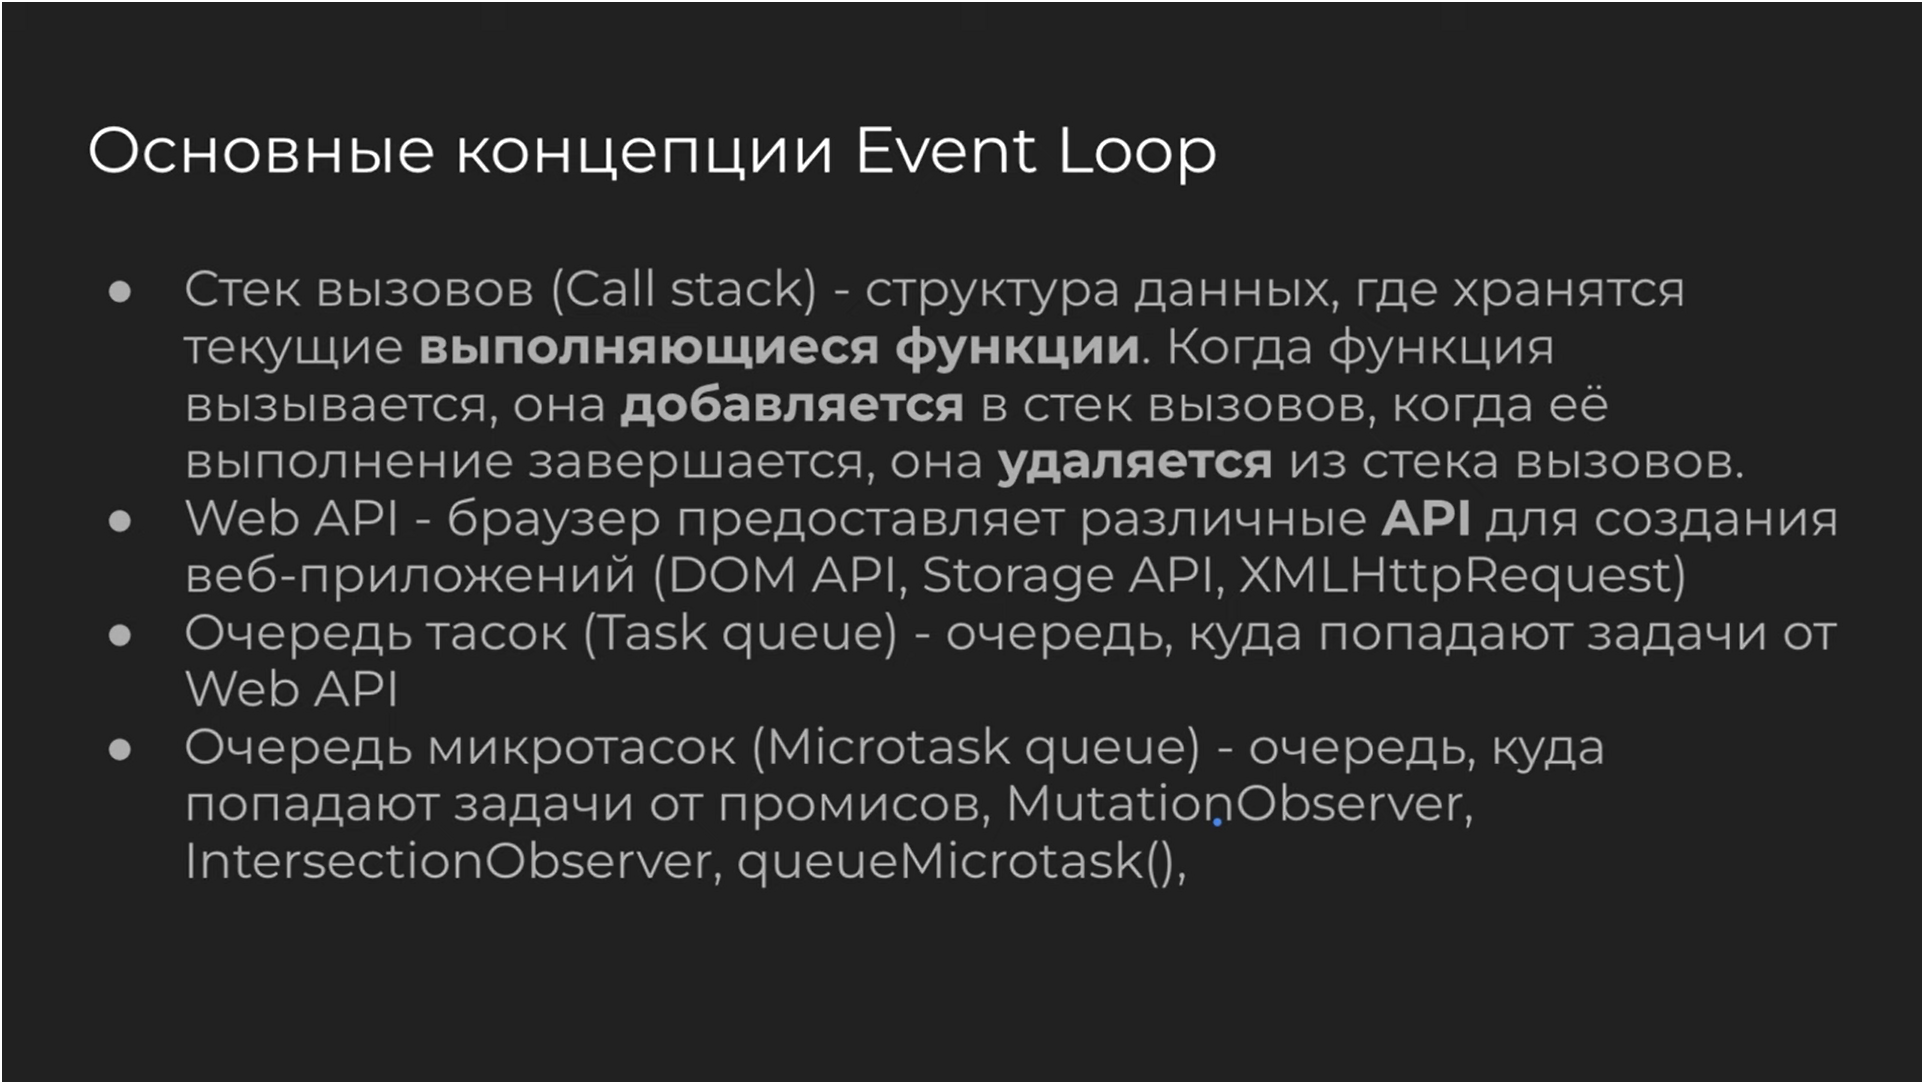 Основные концепции Event Loop
● Стек вызовов (Call stack) - структура данных, где хранятся
текущие выполняющиеся функции. Когда функция
вызывается, она добавляется в стек вызовов, когда её
выполнение завершается, она удаляется из стека вызовов.
● Web API - браузер предоставляет различные API для создания
веб-приложений (DOM API, Storage API, XMLHttpRequest)
● Очередь тасок (Task queue) - очередь, куда попадают задачи от
Web API
● Очередь микротасок (Microtask queue) - очередь, куда
попадают задачи от промисов, MutationObserver,
IntersectionObserver, queueMicrotask(),